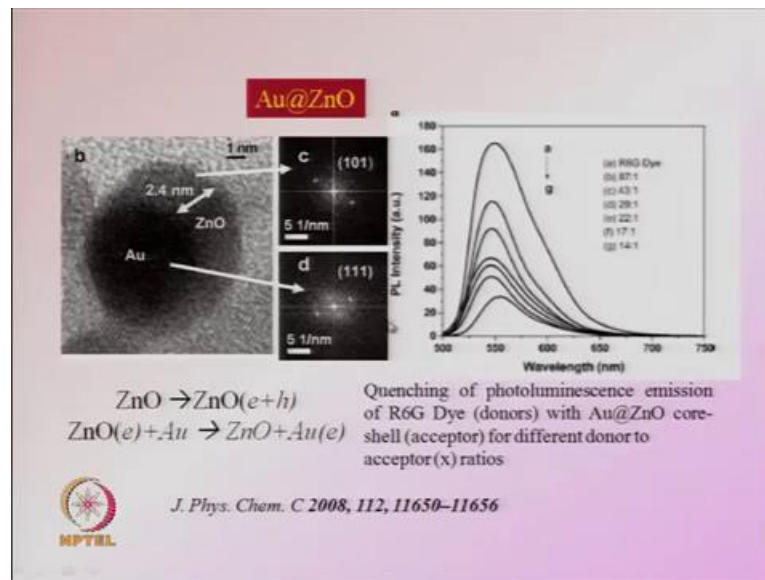 Au@ZnO
b
1 nm
2.4 nm
ZnO
Au
c
(101)
5 1/nm
d
(111)
5 1/nm
180
160
140
120
100
80
60
40
20
0
PL Intensity (a.u.)
500
550
600
650
700
750
Wavelength (nm)
a
g
(a) R6G Dye
(b) 87:1
(c) 43:1
(d) 29:1
(e) 22:1
(f) 17:1
(g) 14:1
ZnO →ZnO(e+h)
ZnO(e)+Au → ZnO+Au(e)
Quenching of photoluminescence emission
of R6G Dye (donors) with Au@ZnO core-
shell (acceptor) for different donor to
acceptor (x) ratios
J. Phys. Chem. C 2008, 112, 11650–11656
NPTEL